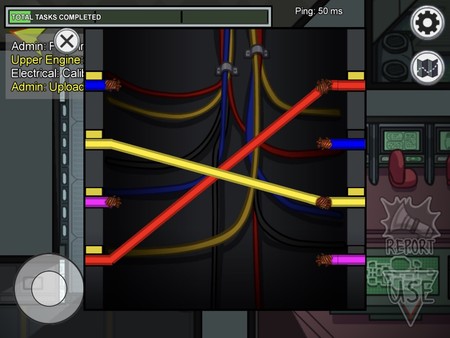 TOTAL TASKS COMPLETED
Ping: 50 ms
Admin: F
Upper Engine
Electrical: Cali
Admin: Upload
REPORT
USE